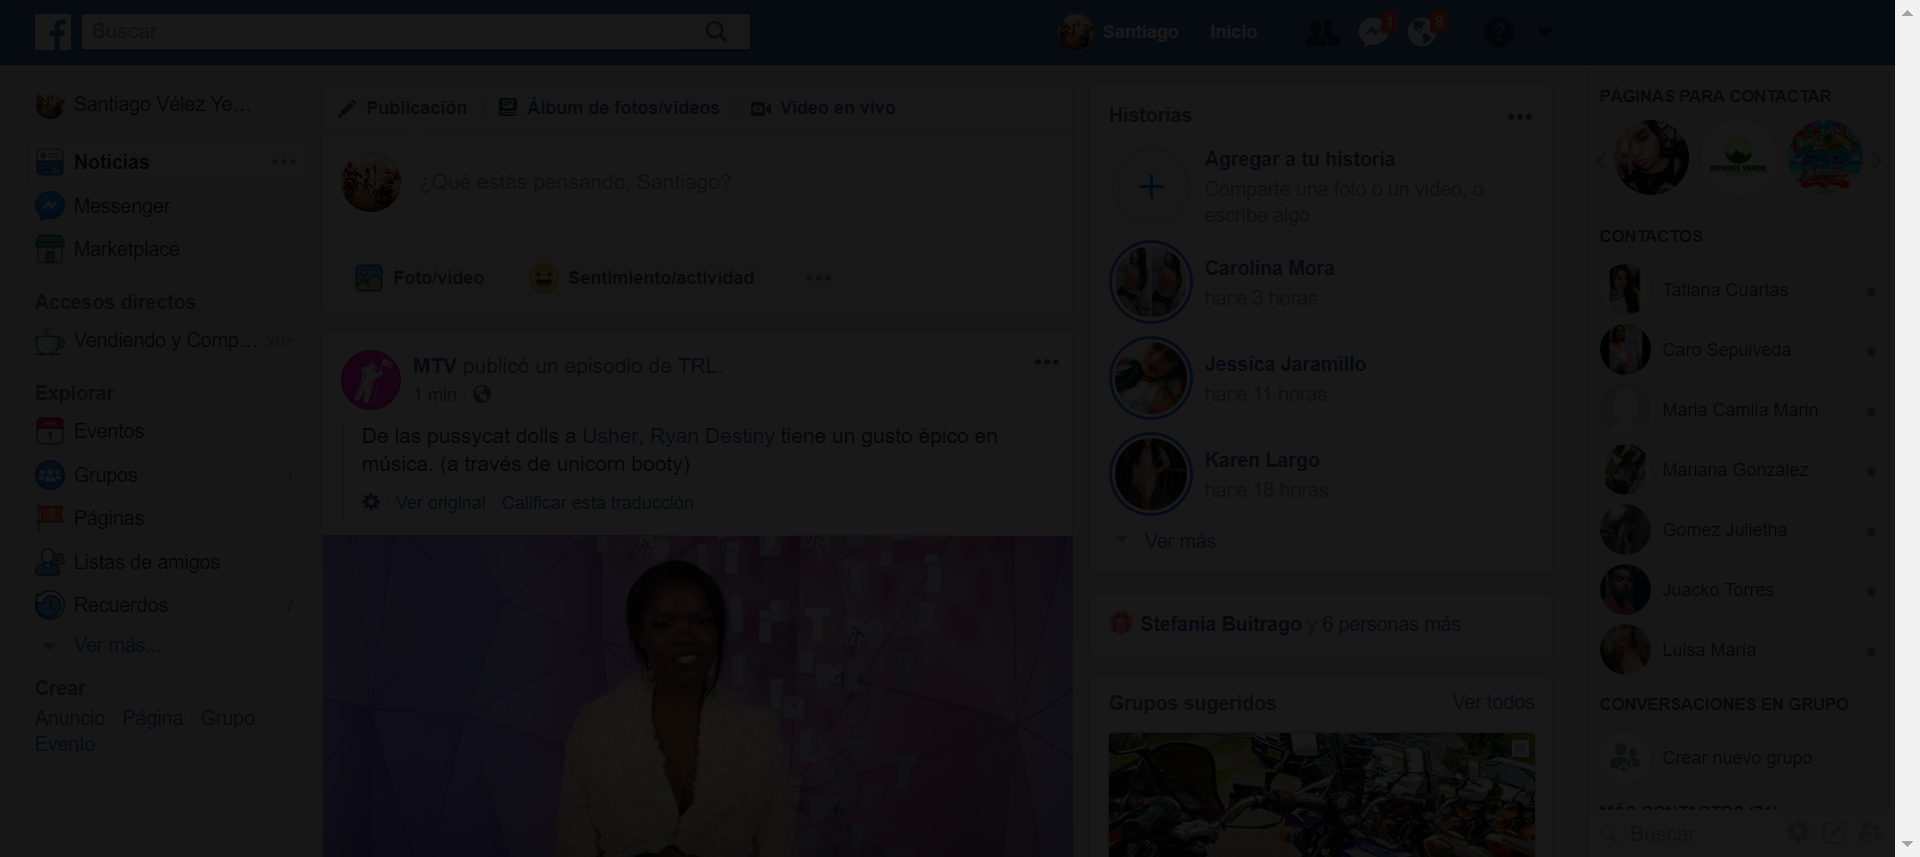 Buscar
Santiago
Inicio
1
8
Santiago Vélez Ye...
Noticias
Messenger
Marketplace
Accesos directos
Vendiendo y Comp... 20+
Explorar
Eventos
Grupos 1
Páginas
Listas de amigos
Recuerdos 7
Ver más...
Crear
Anuncio · Página · Grupo ·
Evento
Publicación
Álbum de fotos/videos
Video en vivo
¿Qué estás pensando, Santiago?
Foto/video
Sentimiento/actividad
MTV publicó un episodio de TRL.
1 min ·
De las pussycat dolls a Usher, Ryan Destiny tiene un gusto épico en
música. (a través de unicorn booty)
· Ver original · Calificar esta traducción
Historias
Agregar a tu historia
Comparte una foto o un video, o
escribe algo
Carolina Mora
hace 3 horas
Jessica Jaramillo
hace 11 horas
Karen Largo
hace 18 horas
Ver más
Stefania Buitrago y 6 personas más
Grupos sugeridos
Ver todos
PÁGINAS PARA CONTACTAR
CONTACTOS
Tatiana Cuartas
Caro Sepulveda
Maria Camila Marin
Mariana González
Gomez Julietha
Juacko Torres
Luisa María
CONVERSACIONES EN GRUPO
Crear nuevo grupo
MÁS CONTACTOS (71)
Buscar